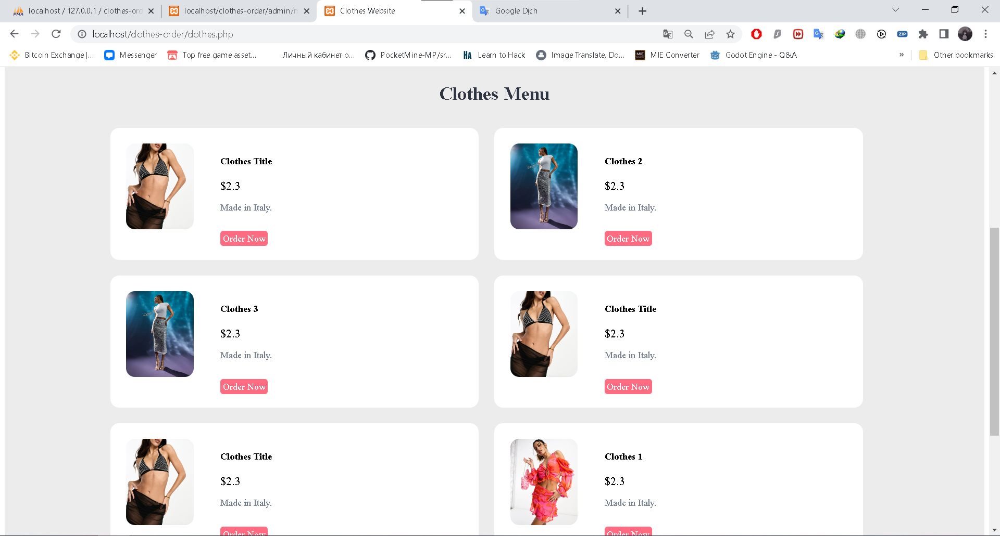 localhost / 127.0.0.1 / clothes-ord
localhost/clothes-order/admin/m
Clothes Website
Google Dịch
localhost/clothes-order/clothes.php
Bitcoin Exchange |...
Messenger
Top free game asset...
Личный кабинет о...
PocketMine-MP/sr...
Learn to Hack
Image Translate, Do...
MIE Converter
Godot Engine - Q&A
»
Other bookmarks
Clothes Menu
Clothes Title
$2.3
Made in Italy.
Order Now
Clothes 2
$2.3
Made in Italy.
Order Now
Clothes 3
$2.3
Made in Italy.
Order Now
Clothes Title
$2.3
Made in Italy.
Order Now
Clothes Title
$2.3
Made in Italy.
Order Now
Clothes 1
$2.3
Made in Italy.
Order Now